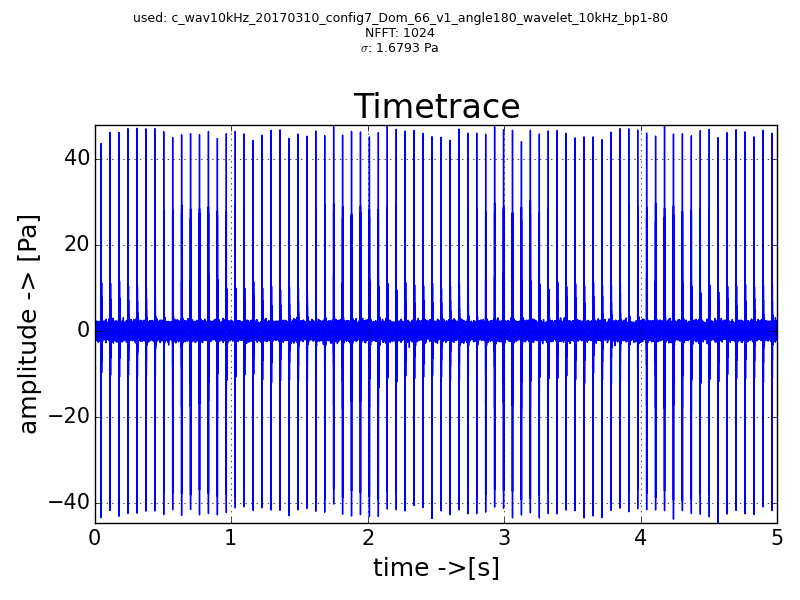 used: c_wav10kHz_20170310_config7_Dom_66_v1_angle180_wavelet_10kHz_bp1-80
NFFT: 1024
σ: 1.6793 Pa
Timetrace
amplitude -> [Pa]
40
20
0
−20
−40
0 1 2 3 4 5
time ->[s]